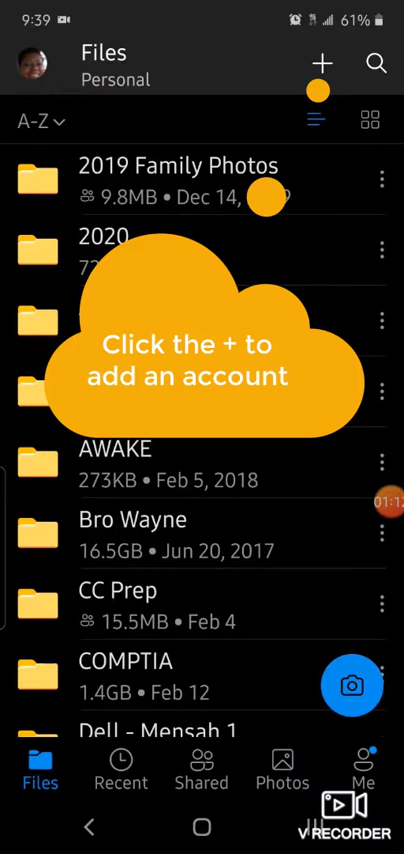 9:39
61%
Files
Personal
A-Z
2019 Family Photos
9.8MB • Dec 14,
2020
Click the + to
add an account
AWAKE
273KB • Feb 5, 2018
01:12
Bro Wayne
16.5GB • Jun 20, 2017
CC Prep
15.5MB • Feb 4
COMPTIA
1.4GB • Feb 12
Dell - Mensah 1
Files
Recent
Shared
Photos
Me
V RECORDER